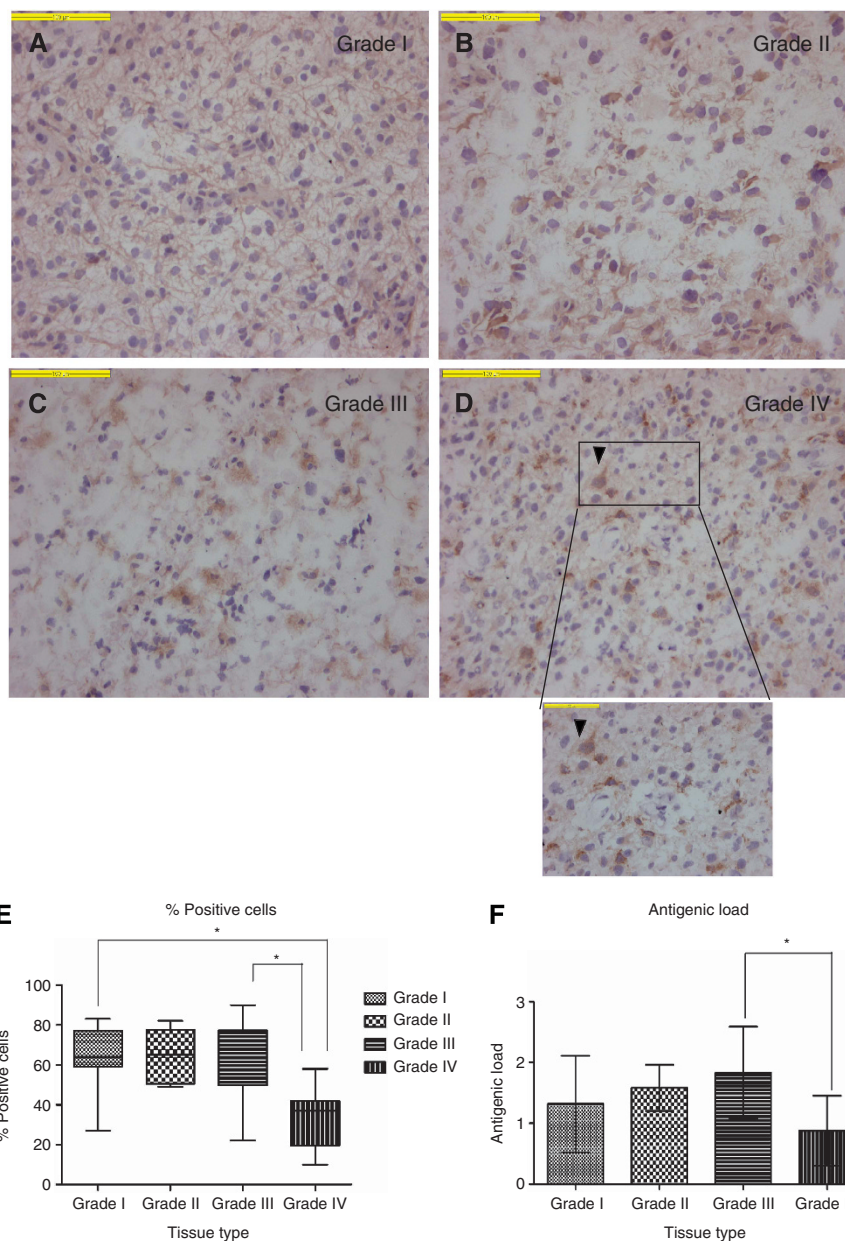 A
Grade I
B
Grade II
C
Grade III
D
Grade IV
E
% Positive cells
*
*
100
80
60
40
20
0
% Positive cells
Grade I
Grade II
Grade III
Grade IV
Grade I
Grade II
Grade III
Grade IV
Tissue type
F
Antigenic load
*
3
2
1
0
Antigenic load
Grade I
Grade II
Grade III
Grade
Tissue type